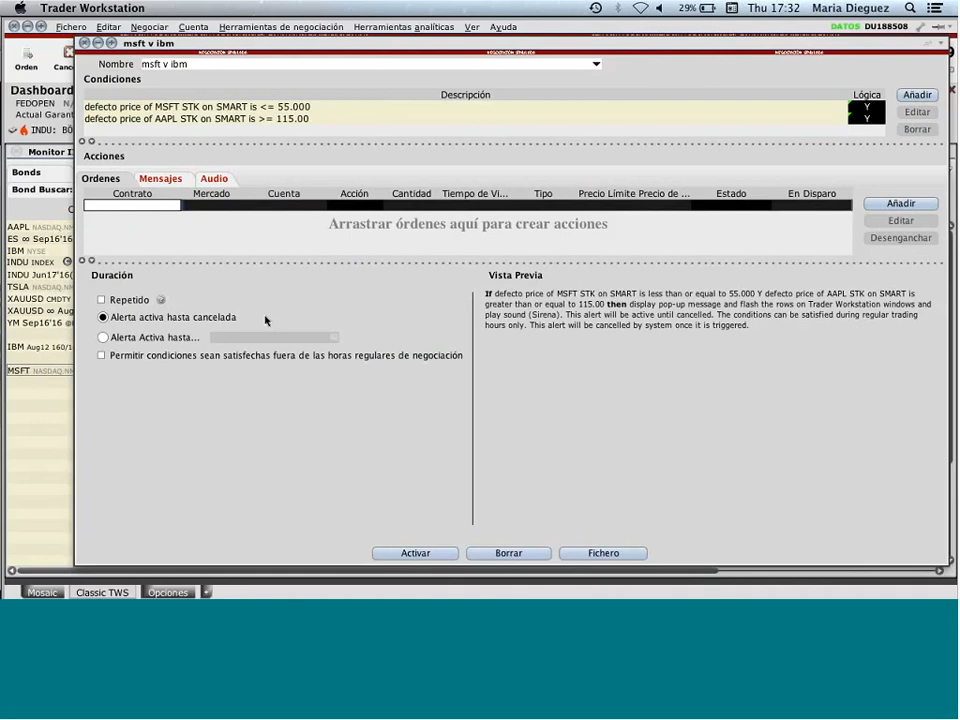 Trader Workstation
29%
Thu 17:32
Maria Dieguez
Fichero Editar Negociar Cuenta Herramientas de negociación Herramientas analíticas Ver Ayuda
DATOS DU188508
msft v ibm
Orden
Canc
Nombre msft v ibm
Condiciones
Descripción Lógica
defecto price of MSFT STK on SMART is <= 55.000 Y
defecto price of AAPL STK on SMART is >= 115.00 Y
Añadir
Editar
Borrar
Acciones
Ordenes Mensajes Audio
Contrato Mercado Cuenta Acción Cantidad Tiempo de Vi... Tipo Precio Límite Precio de ... Estado En Disparo
Arrastrar órdenes aquí para crear acciones
Añadir
Editar
Desenganchar
Duración
Repetido
Alerta activa hasta cancelada
Alerta Activa hasta...
Permitir condiciones sean satisfechas fuera de las horas regulares de negociación
Vista Previa
If defecto price of MSFT STK on SMART is less than or equal to 55.000 Y defecto price of AAPL STK on SMART is
greater than or equal to 115.00 then display pop-up message and flash the rows on Trader Workstation windows and
play sound (Sirena). This alert will be active until cancelled. The conditions can be satisfied during regular trading
hours only. This alert will be cancelled by system once it is triggered.
Activar Borrar Fichero
Dashboard
FEDOPEN N/
Actual Garant
INDU: BÔ
Monitor I
Bonds
Bond Buscar:
AAPL NASDAQ.NM
ES ∞ Sep16'16
IBM NYSE
INDU INDEX
INDU Jun17'16(
TSLA NASDAQ.NM
XAUUSD CMDTY
XAUUSD ∞ CM
YM Sep16'16 @
IBM Aug12 160/1
MSFT NASDAQ.NM
Mosaic Classic TWS Opciones +